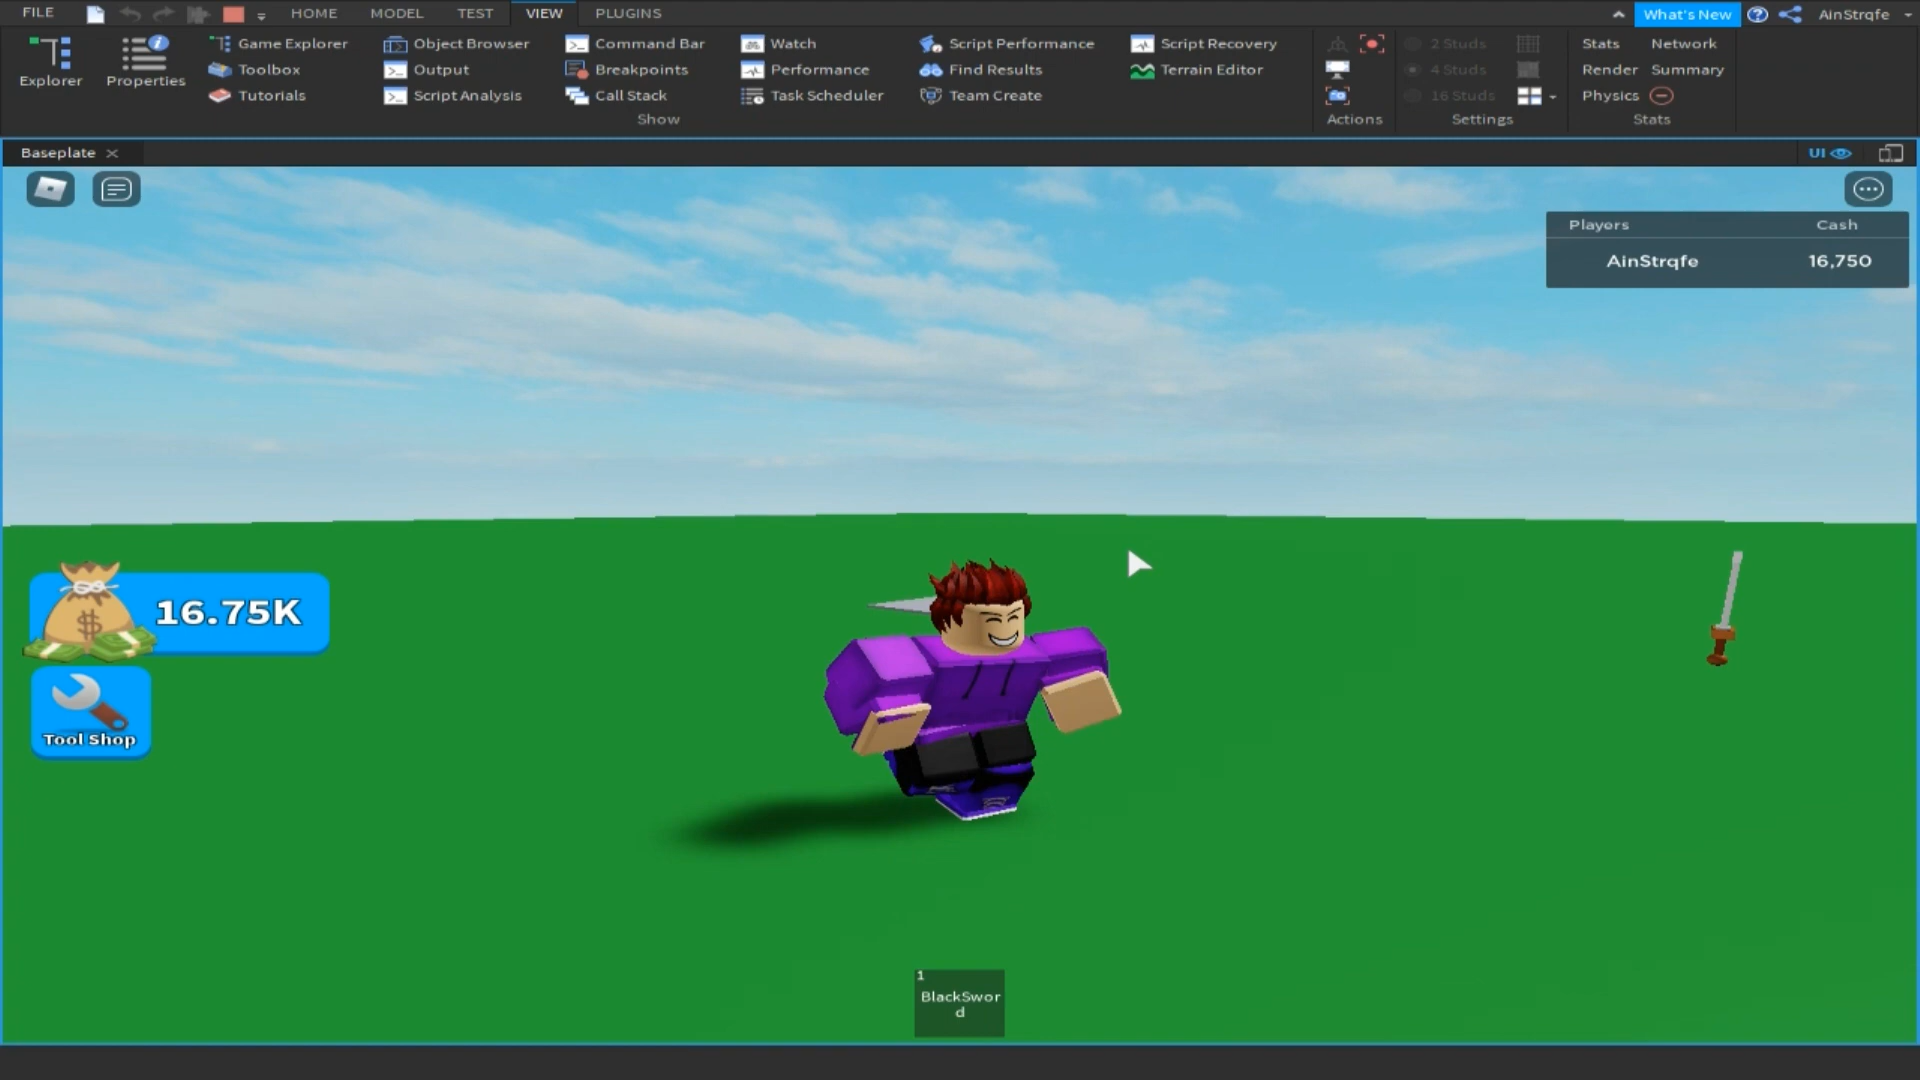 FILE HOME MODEL TEST VIEW PLUGINS What's New AinStrqfe
Explorer
Properties
Game Explorer
Toolbox
Tutorials
Object Browser
Output
Script Analysis
Command Bar
Breakpoints
Call Stack
Watch
Performance
Task Scheduler
Script Performance
Find Results
Team Create
Script Recovery
Terrain Editor
Show
Actions
2 Studs
4 Studs
16 Studs
Settings
Stats Network
Render Summary
Physics
Stats
Baseplate
UI
Players Cash
AinStrqfe 16,750
$
16.75K
Tool Shop
1
BlackSwor
d